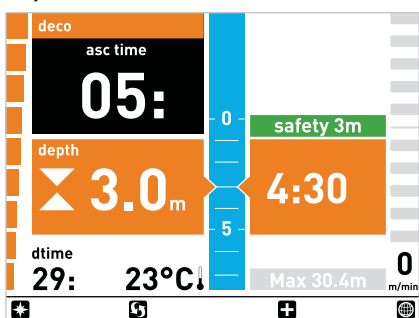 deco
asc time
05:
0
safety 3m
depth
3.0m
4:30
5
dtime
29:
23°C
Max 30.4m
0
m/min